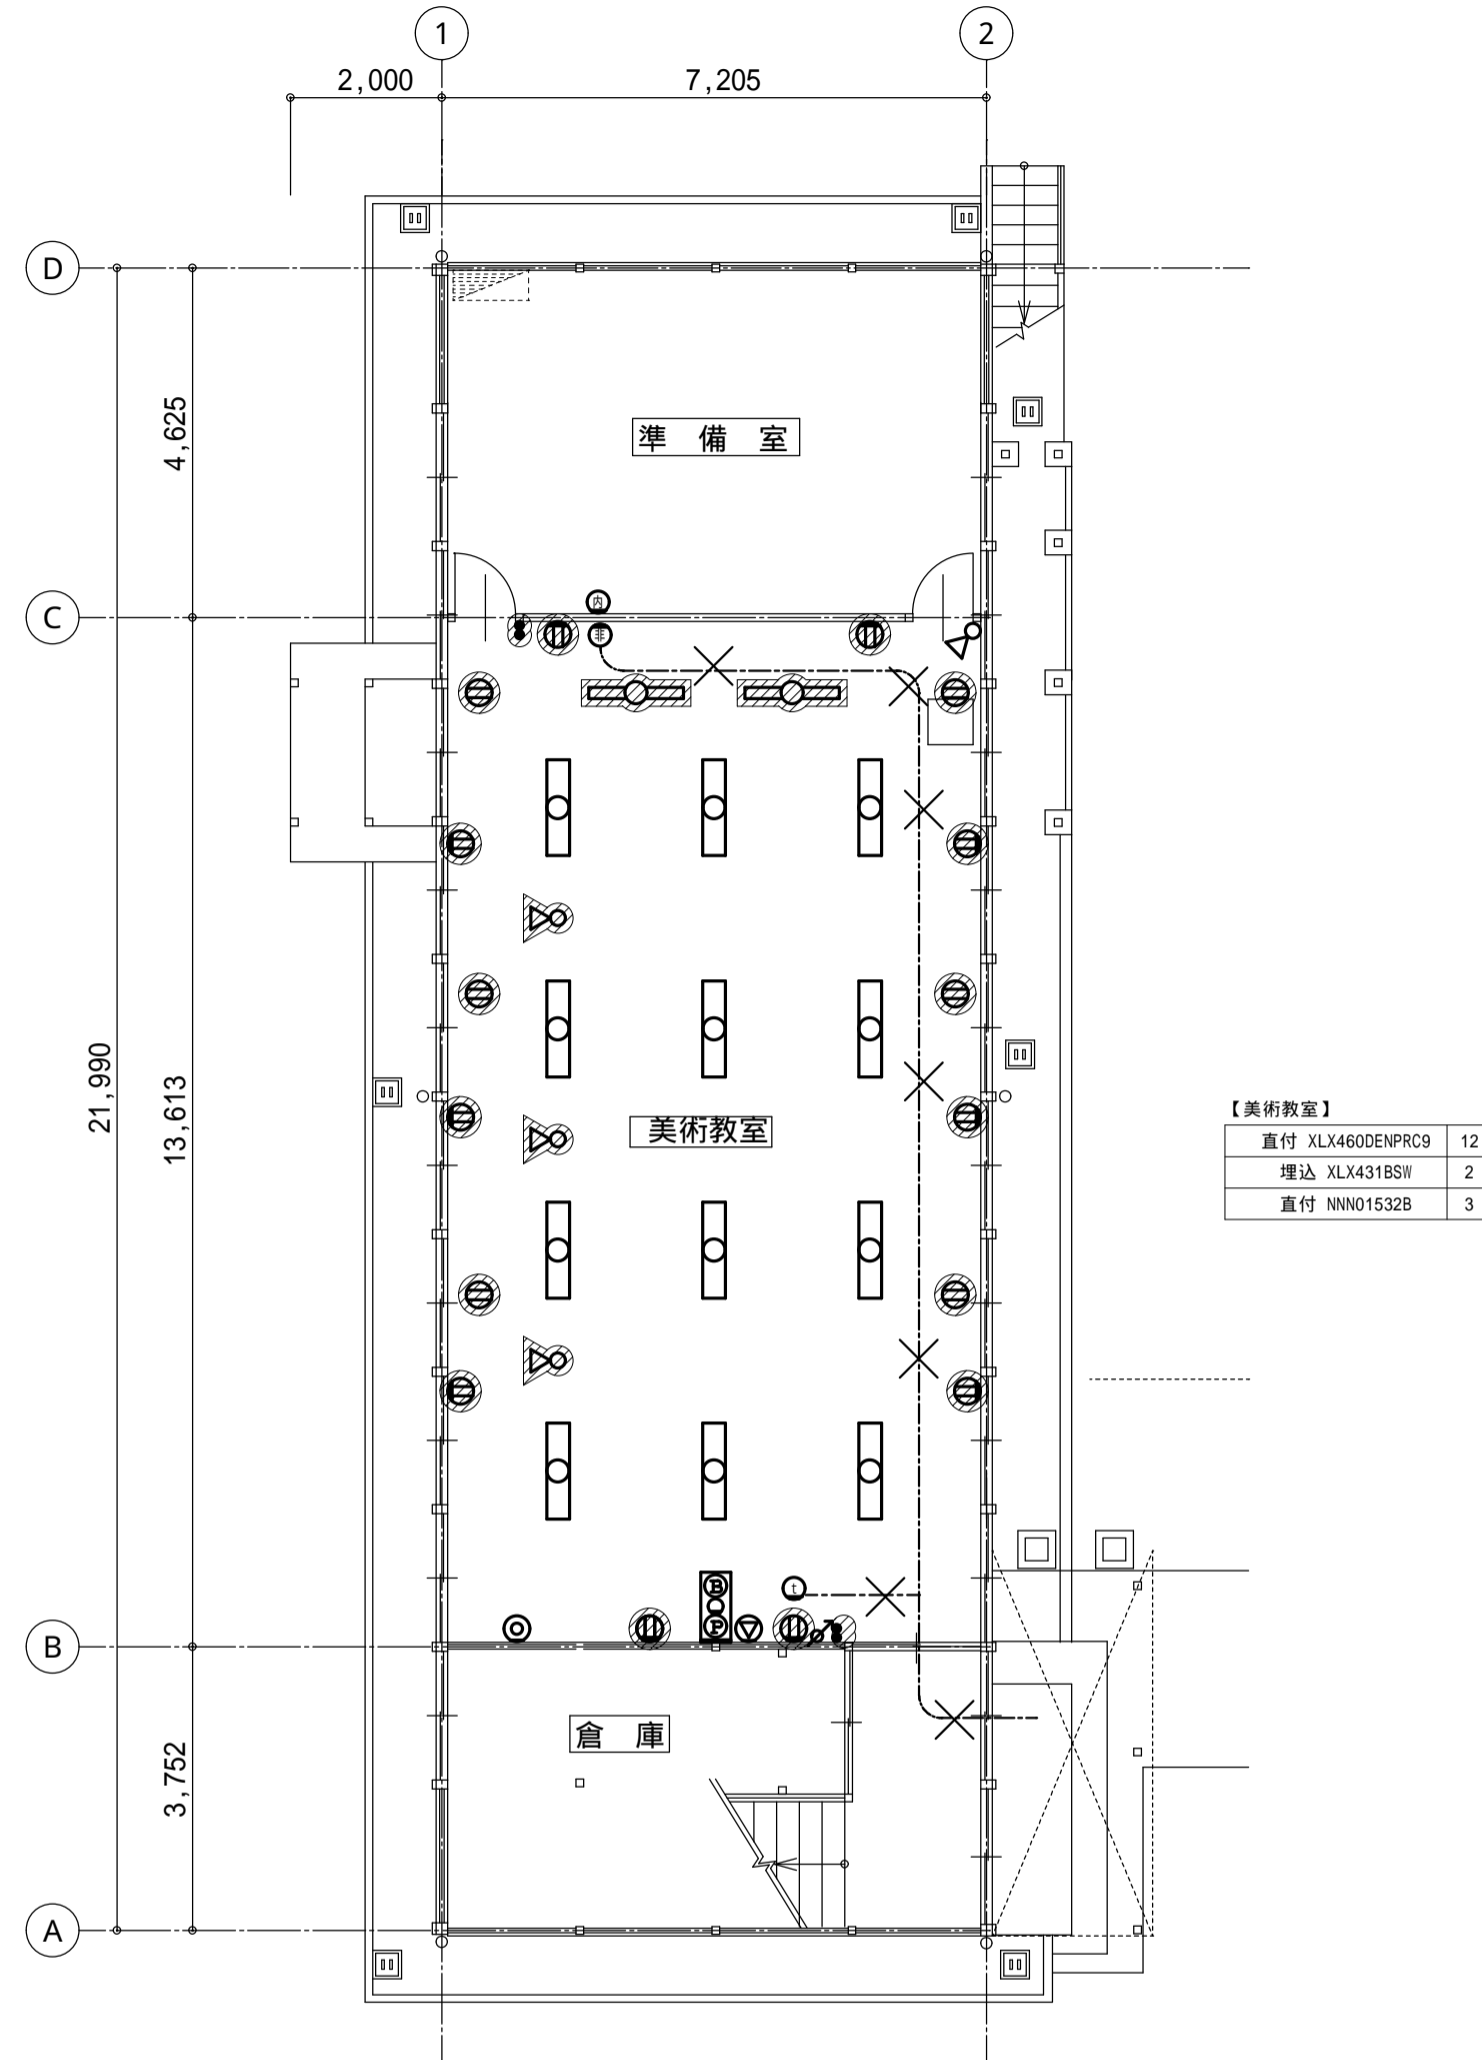 1
2
2,000
7,205
D
4,625
準 備 室
C
内
非
21,990
13,613
美術教室
【美術教室】
直付 XLX460DENPRC9 12
埋込 XLX431BSW 2
直付 NNN01532B 3
B
t
P
B
倉 庫
3,752
A